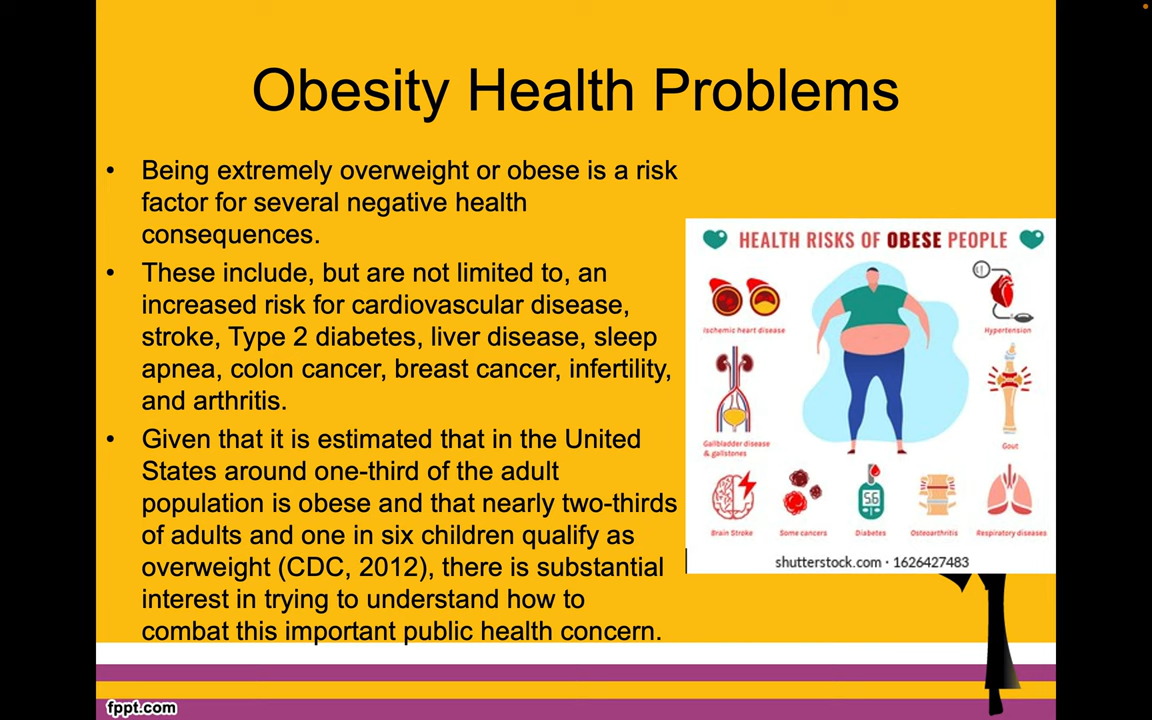 Obesity Health Problems
• Being extremely overweight or obese is a risk
factor for several negative health
consequences.
• These include, but are not limited to, an
increased risk for cardiovascular disease,
stroke, Type 2 diabetes, liver disease, sleep
apnea, colon cancer, breast cancer, infertility,
and arthritis.
• Given that it is estimated that in the United
States around one-third of the adult
population is obese and that nearly two-thirds
of adults and one in six children qualify as
overweight (CDC, 2012), there is substantial
interest in trying to understand how to
combat this important public health concern.
HEALTH RISKS OF OBESE PEOPLE
Ischemic heart disease
Hypertension
Gallbladder disease
& gallstones
Gout
5.6
Brain Stroke
Some cancers
Diabetes
Osteoarthritis
Respiratory diseases
shutterstock.com · 1626427483
fppt.com